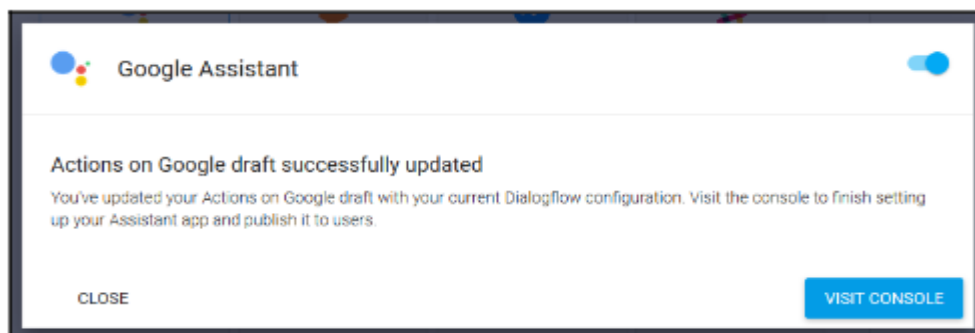 Google Assistant
Actions on Google draft successfully updated
You've updated your Actions on Google draft with your current Dialogflow configuration. Visit the console to finish setting
up your Assistant app and publish it to users.
CLOSE
VISIT CONSOLE